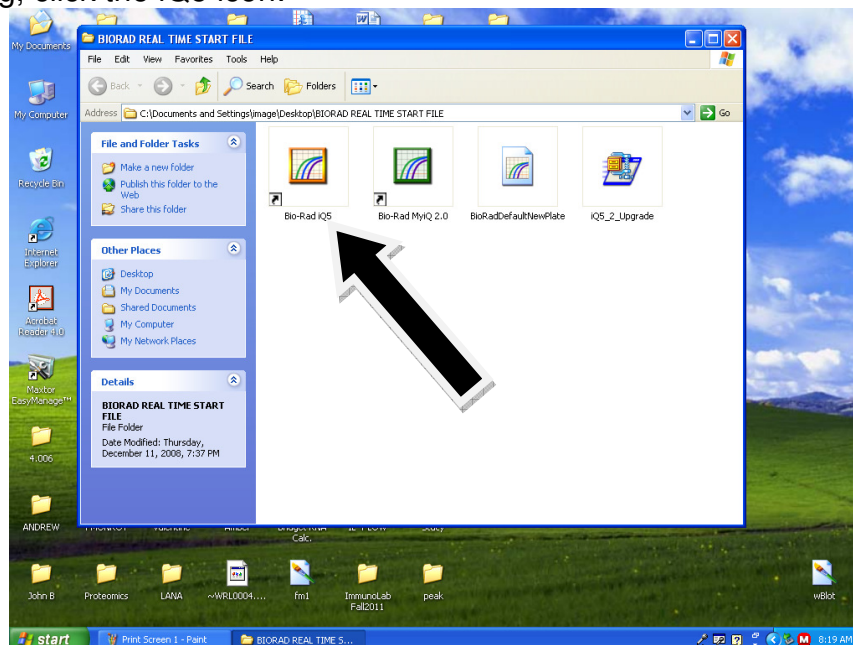 click the iQ5 icon.
My Documents
BIORAD REAL TIME START FILE
File Edit View Favorites Tools Help
Back Search Folders
Address C:\Documents and Settings\image\Desktop\BIORAD REAL TIME START FILE Go
My Computer
File and Folder Tasks
Make a new folder
Publish this folder to the
Web
Share this folder
Recycle Bin
Bio-Rad iQ5 Bio-Rad MyiQ 2.0 BioRadDefaultNewPlate iQ5_2_Upgrade
Internet
Explorer
Other Places
Desktop
My Documents
Shared Documents
My Computer
My Network Places
Acrobat
Reader 4.0
Details
BIORAD REAL TIME START
FILE
File Folder
Date Modified: Thursday,
December 11, 2008, 7:37 PM
Maxtor
EasyManage™
4.006
ANDREW
Calc.
John B Proteomics LANA ~WRL0004.... fm1 ImmunoLab
Fall2011 peak wBlot
start Print Screen 1 - Paint BIORAD REAL TIME S... 8:19 AM